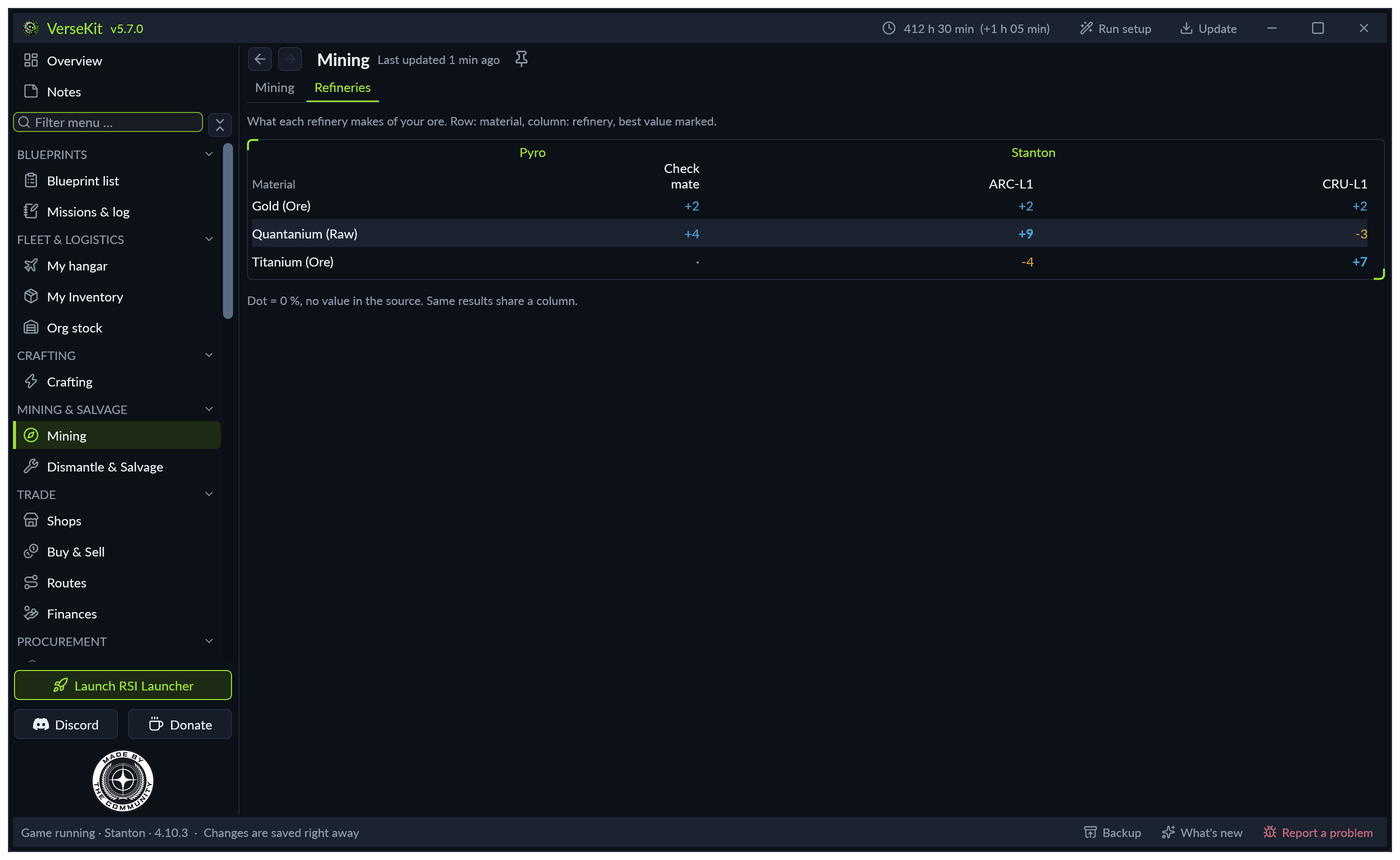 VerseKit v5.7.0
412 h 30 min (+1 h 05 min)
Run setup
Update
Overview
Notes
Filter menu ...
BLUEPRINTS
Blueprint list
Missions & log
FLEET & LOGISTICS
My hangar
My Inventory
Org stock
CRAFTING
Crafting
MINING & SALVAGE
Mining
Dismantle & Salvage
TRADE
Shops
Buy & Sell
Routes
Finances
PROCUREMENT
Launch RSI Launcher
Discord
Donate
MADE BY
THE COMMUNITY
Mining Last updated 1 min ago
Mining Refineries
What each refinery makes of your ore. Row: material, column: refinery, best value marked.
Pyro Stanton
Check
Material mate ARC-L1 CRU-L1
Gold (Ore) +2 +2 +2
Quantanium (Raw) +4 +9 -3
Titanium (Ore) · -4 +7
Dot = 0 %, no value in the source. Same results share a column.
Game running · Stanton · 4.10.3 · Changes are saved right away
Backup
What's new
Report a problem